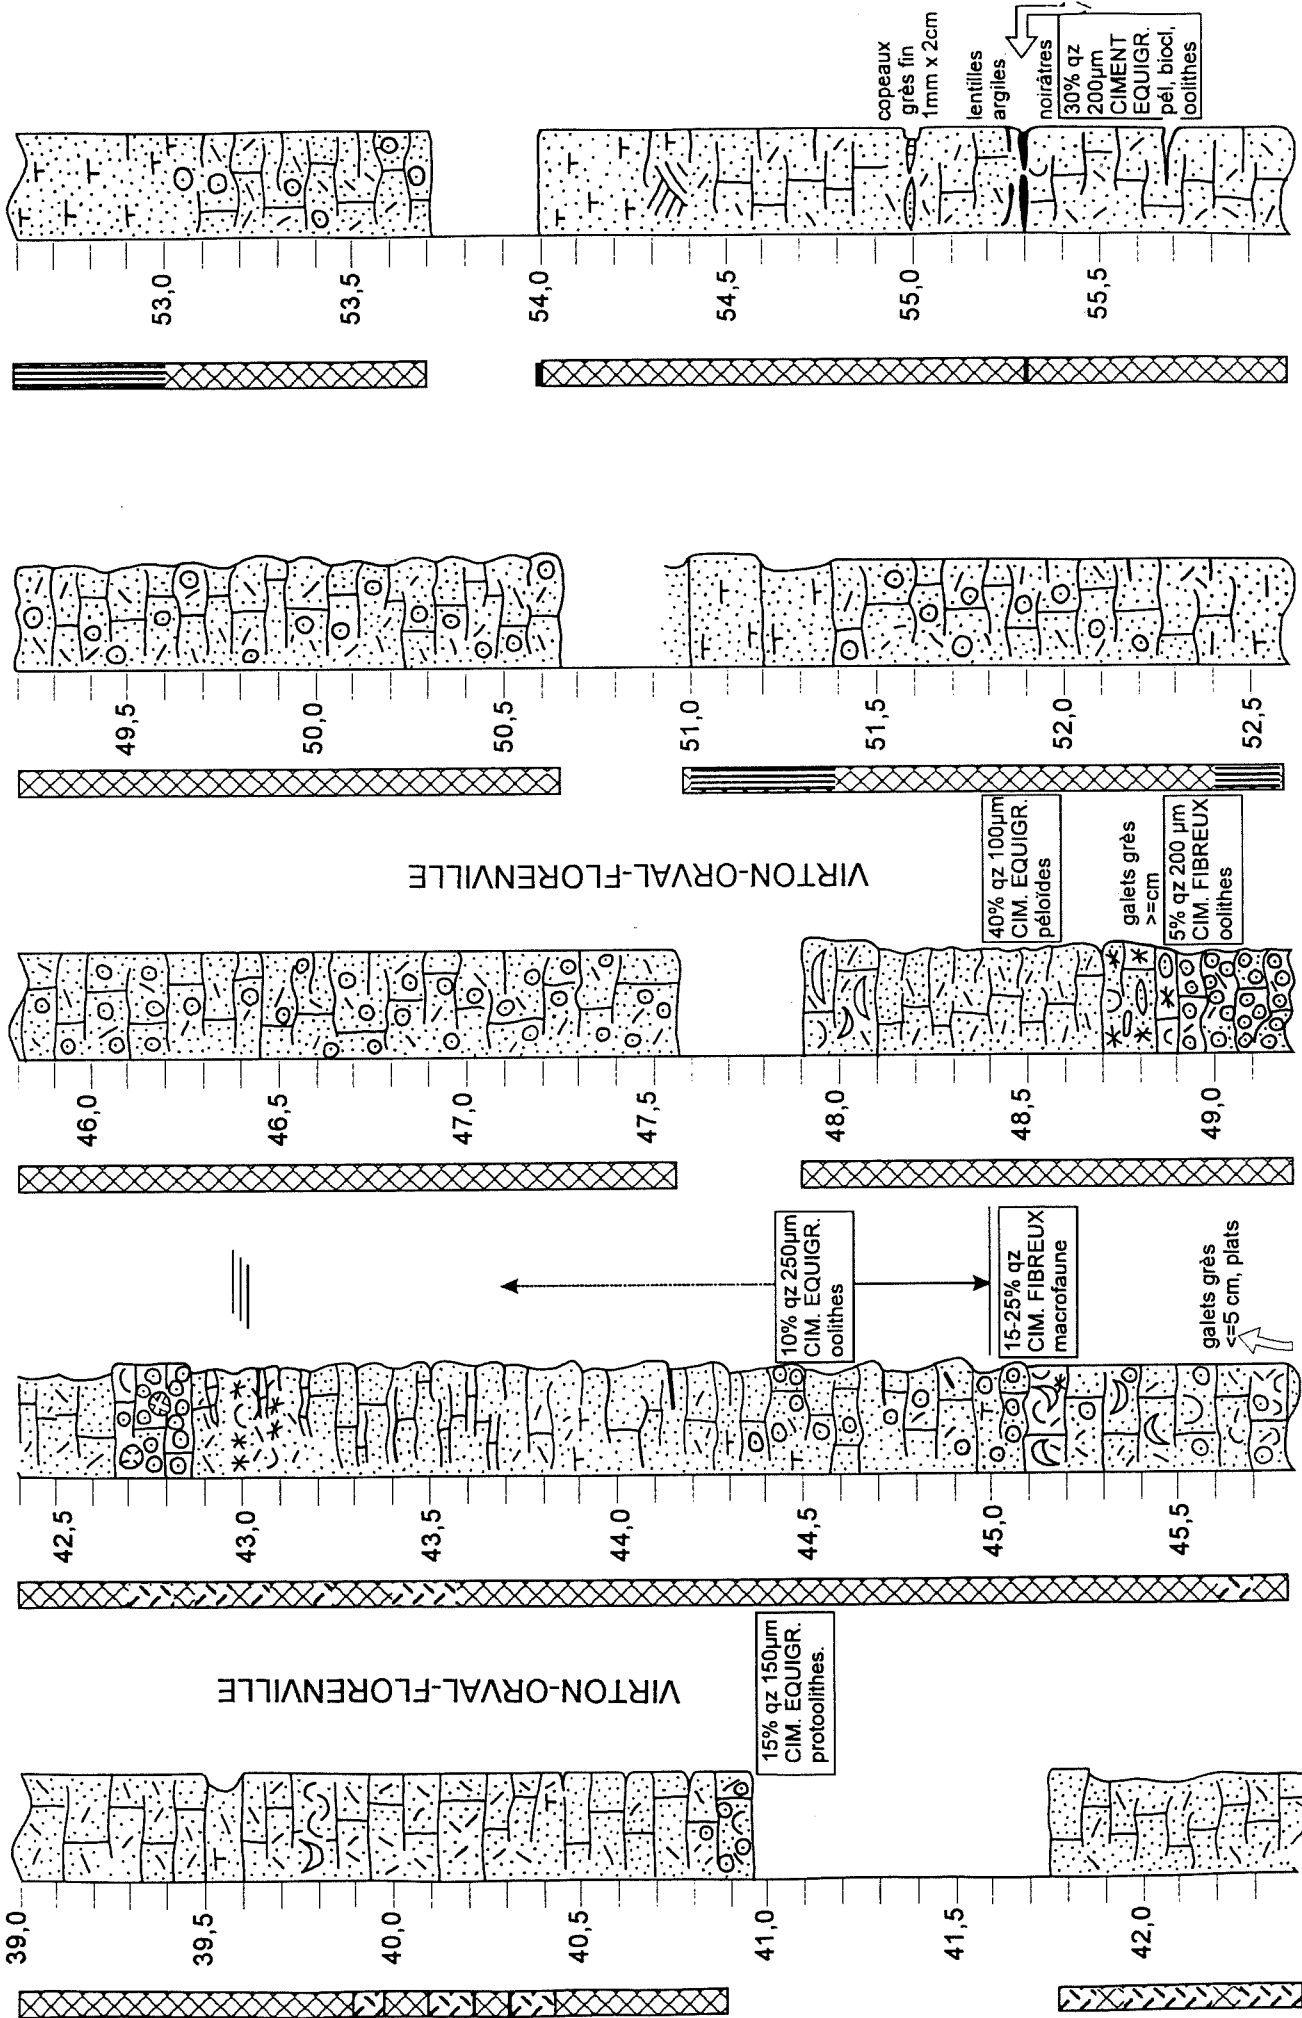 39,0
39,5
40,0
40,5
41,0
41,5
42,0
15% qz 150µm
CIM. EQUIGR.
protoolithes.
VIRTON-ORVAL-FLORENVILLE
42,5
43,0
43,5
44,0
44,5
45,0
45,5
10% qz 250µm
CIM. EQUIGR.
oolithes
15-25% qz
CIM. FIBREUX
macrofaune
galets grès
<=5 cm, plats
46,0
46,5
47,0
47,5
48,0
48,5
49,0
40% qz 100µm
CIM. EQUIGR.
péloïdes
galets grès
>=cm
5% qz 200 µm
CIM. FIBREUX
oolithes
VIRTON-ORVAL-FLORENVILLE
49,5
50,0
50,5
51,0
51,5
52,0
52,5
53,0
53,5
54,0
54,5
55,0
55,5
copeaux
grès fin
1mm x 2cm
lentilles
argiles
noirâtres
30% qz
200µm
CIMENT
EQUIGR.
pél, biocl,
oolithes